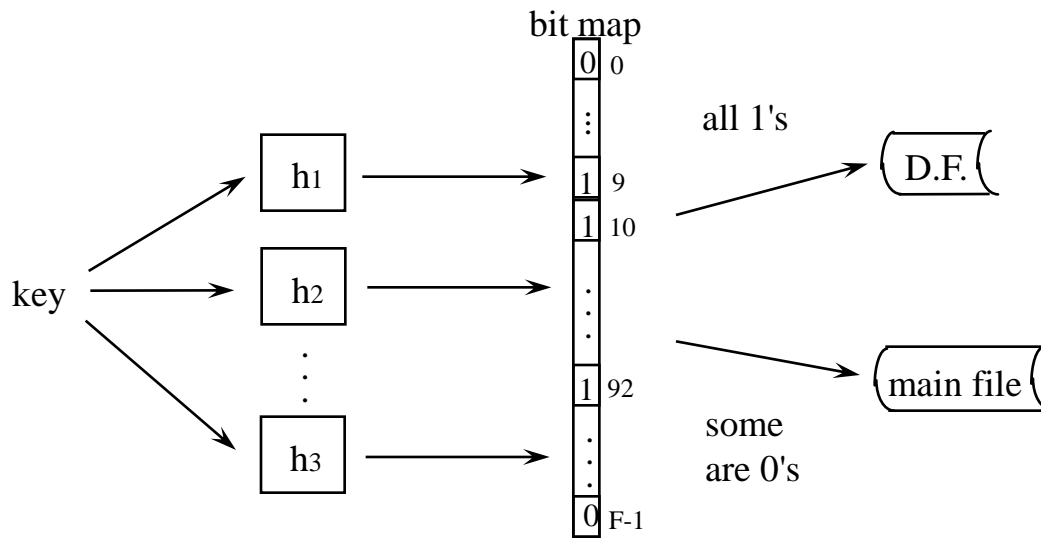 bit map
0 0
...
all 1's
h1
1 9
D.F.
1 10
key
h2
. . .
. . .
1 92
main file
h3
some
are 0's
. . .
0 F-1